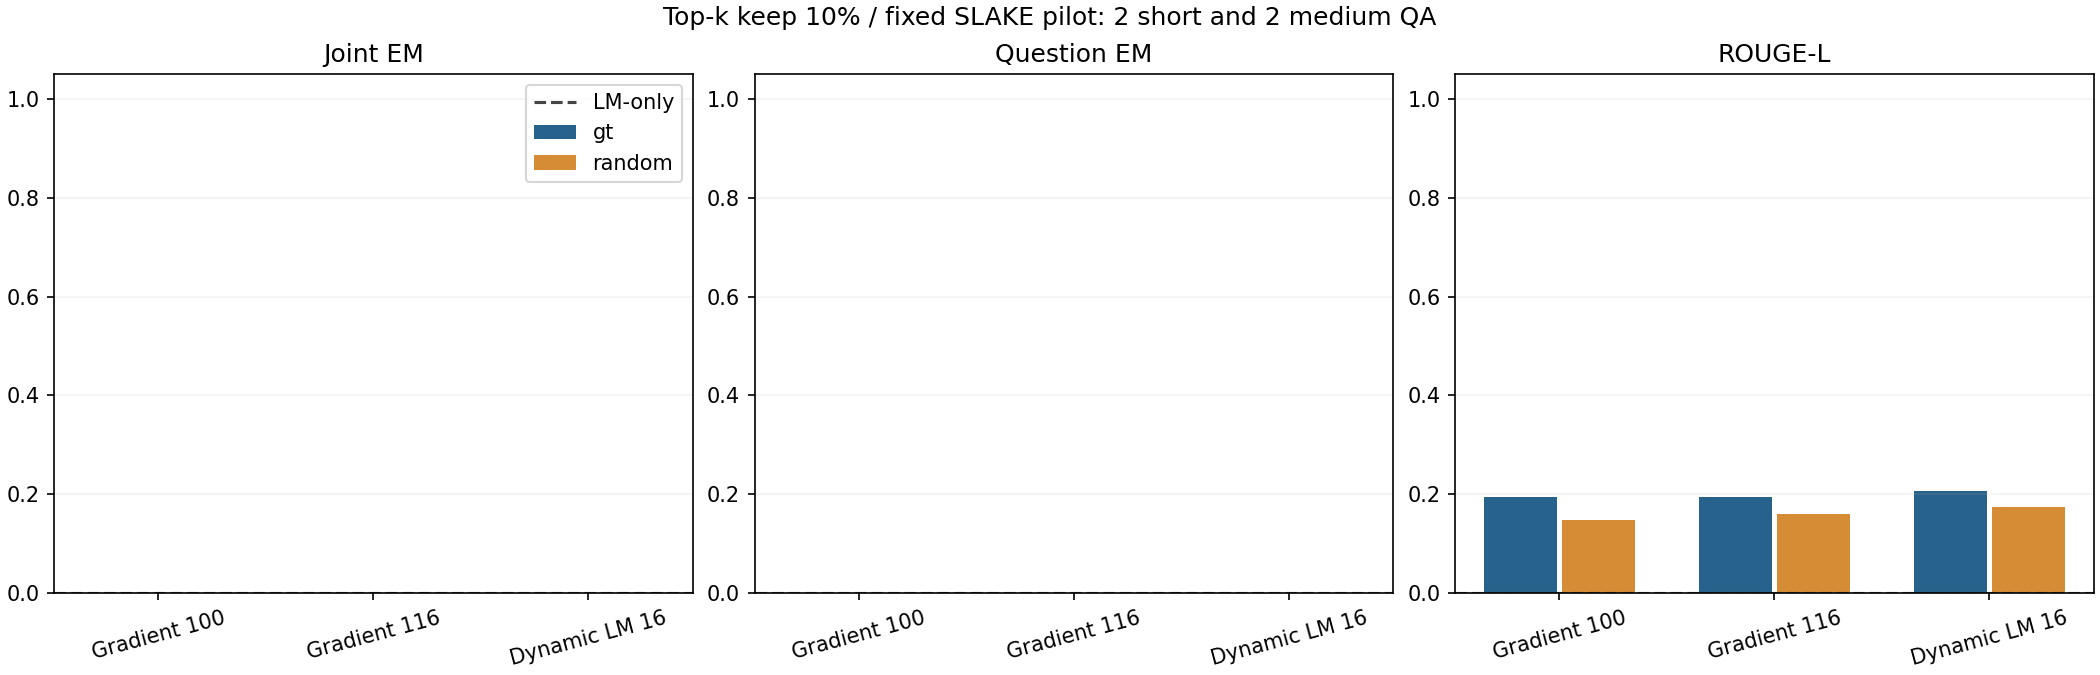 Top-k keep 10% / fixed SLAKE pilot: 2 short and 2 medium QA
Joint EM
1.0
0.8
0.6
0.4
0.2
0.0
LM-only
gt
random
Gradient 100
Gradient 116
Dynamic LM 16
Question EM
1.0
0.8
0.6
0.4
0.2
0.0
Gradient 100
Gradient 116
Dynamic LM 16
ROUGE-L
1.0
0.8
0.6
0.4
0.2
0.0
Gradient 100
Gradient 116
Dynamic LM 16